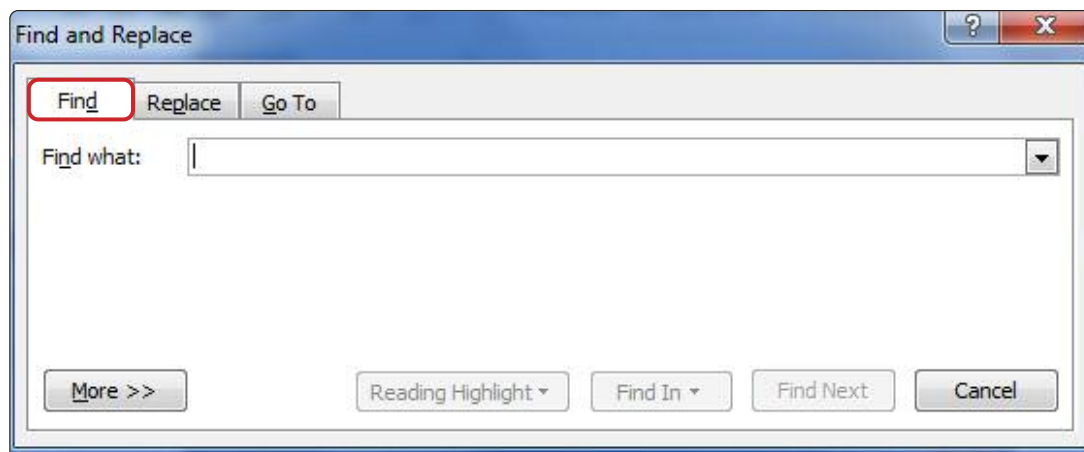 Find and Replace ? X
Find Replace Go To
Find what:
More >> Reading Highlight Find In Find Next Cancel